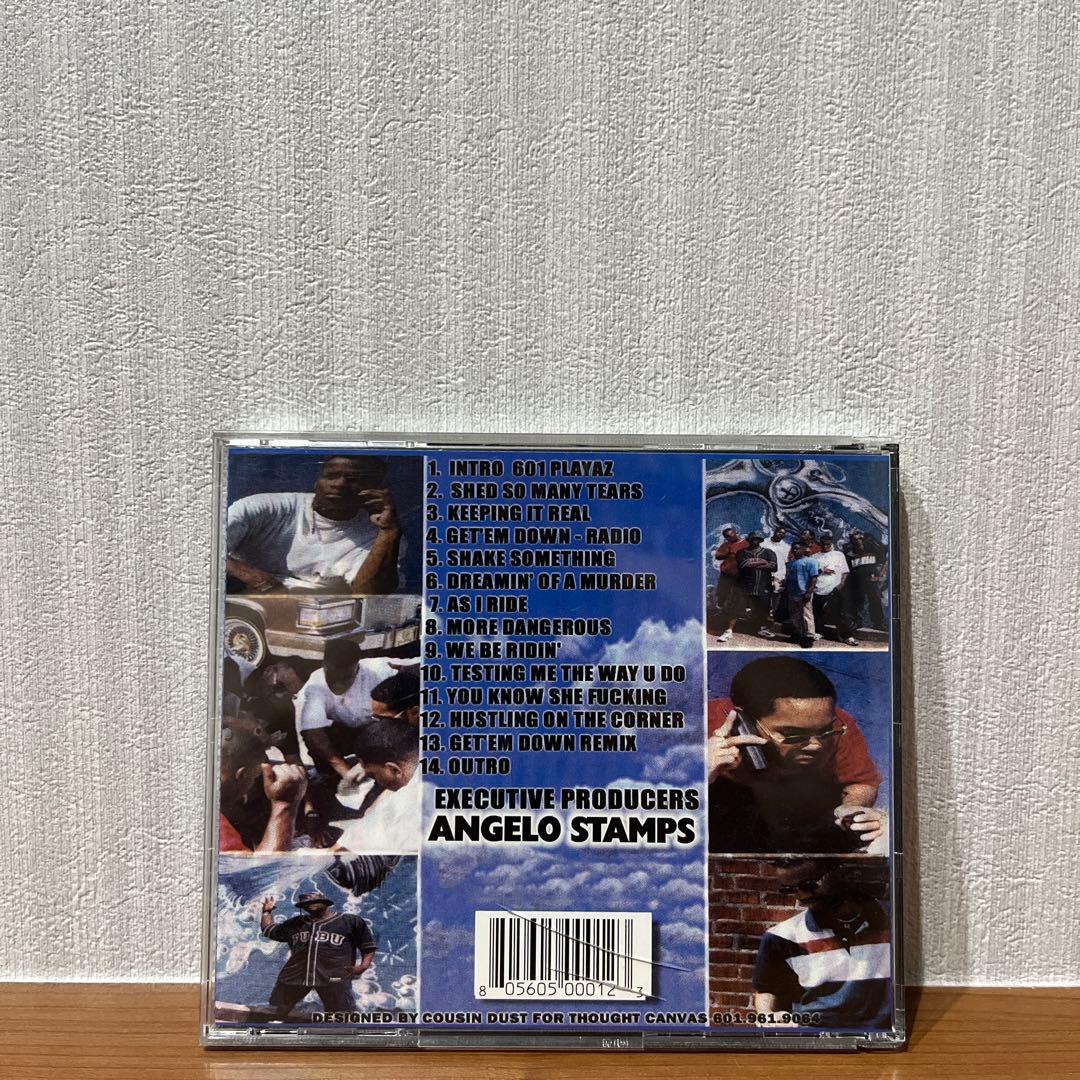 1. INTRO 601 PLAYAZ
2. SHED SO MANY TEARS
3. KEEPING IT REAL
4. GET'EM DOWN - RADIO
5. SHAKE SOMETHING
6. DREAMIN' OF A MURDER
7. AS I RIDE
8. MORE DANGEROUS
9. WE BE RIDIN'
10. TESTING ME THE WAY U DO
11. YOU KNOW SHE FUCKING
12. HUSTLING ON THE CORNER
13. GET'EM DOWN REMIX
14. OUTRO
EXECUTIVE PRODUCERS
ANGELO STAMPS
FUBU
8 05605 00012 3
DESIGNED BY COUSIN DUST FOR THOUGHT CANVAS 601.961.9064